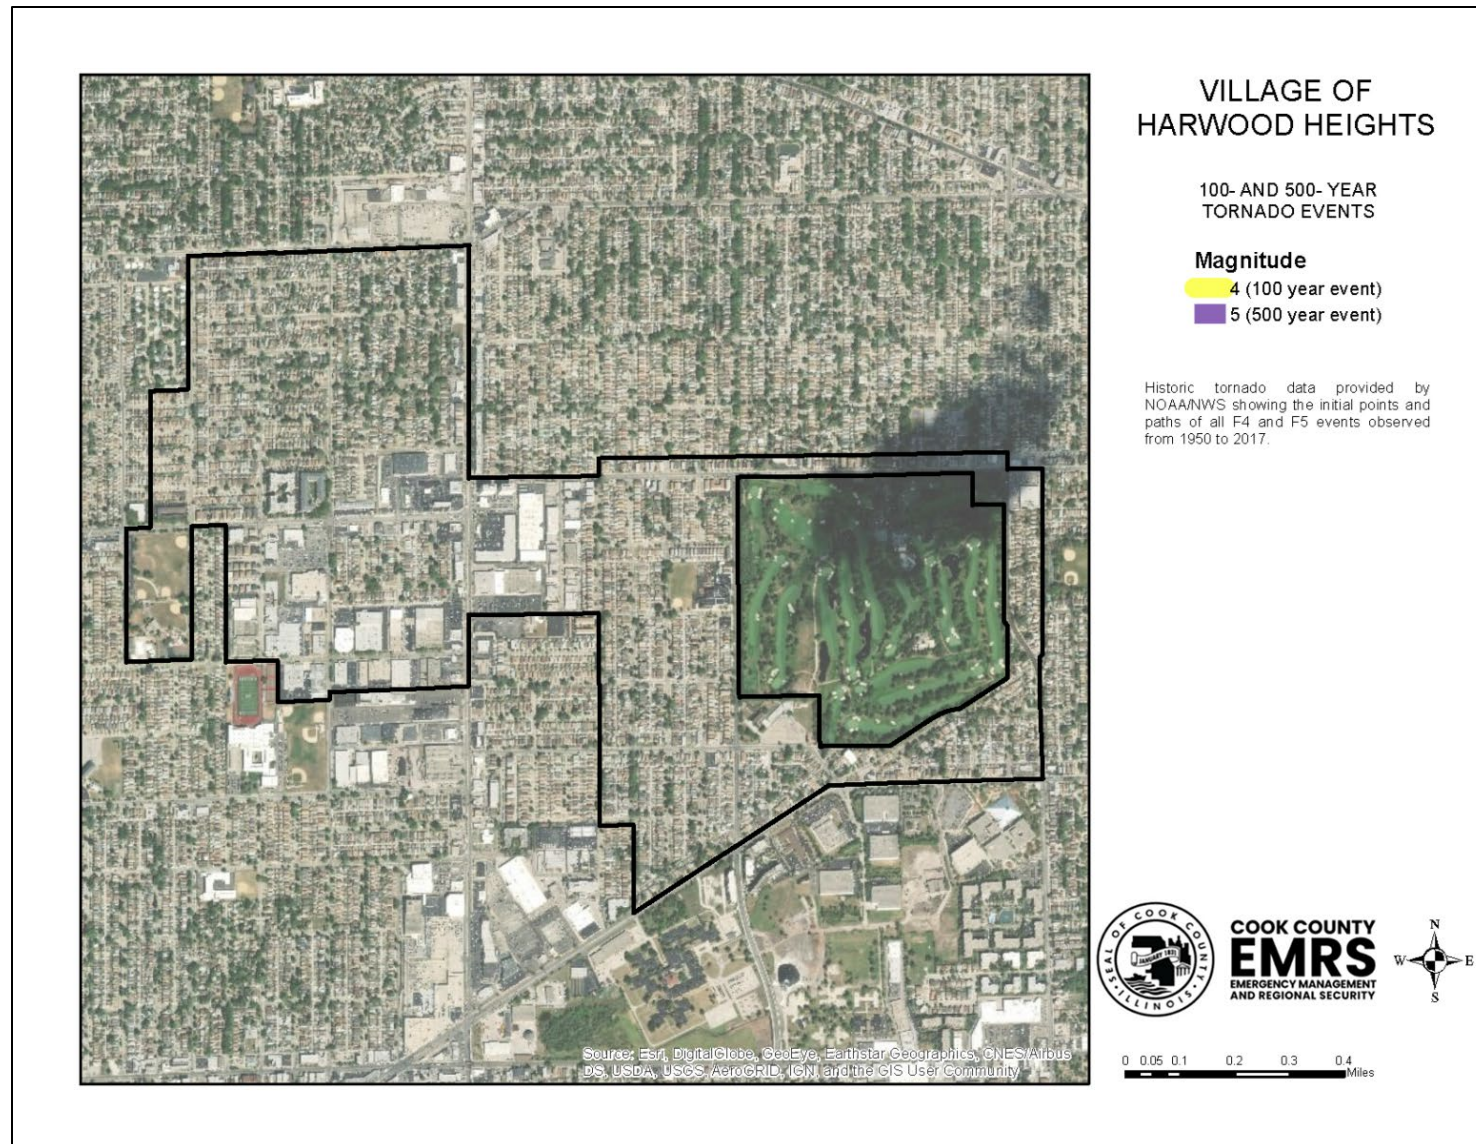 VILLAGE OF
HARWOOD HEIGHTS
100- AND 500- YEAR
TORNADO EVENTS
Magnitude
4 (100 year event)
5 (500 year event)
Historic tornado data provided by
NOAA/NWS showing the initial points and
paths of all F4 and F5 events observed
from 1950 to 2017.
SEAL OF COOK COUNTY
JANUARY 1831
ILLINOIS
COOK COUNTY
EMRS
EMERGENCY MANAGEMENT
AND REGIONAL SECURITY
N
W E
S
0 0.05 0.1 0.2 0.3 0.4
Miles
Source: Esri, DigitalGlobe, GeoEye, Earthstar Geographics, CNES/Airbus
DS, USDA, USGS, AeroGRID, IGN, and the GIS User Community